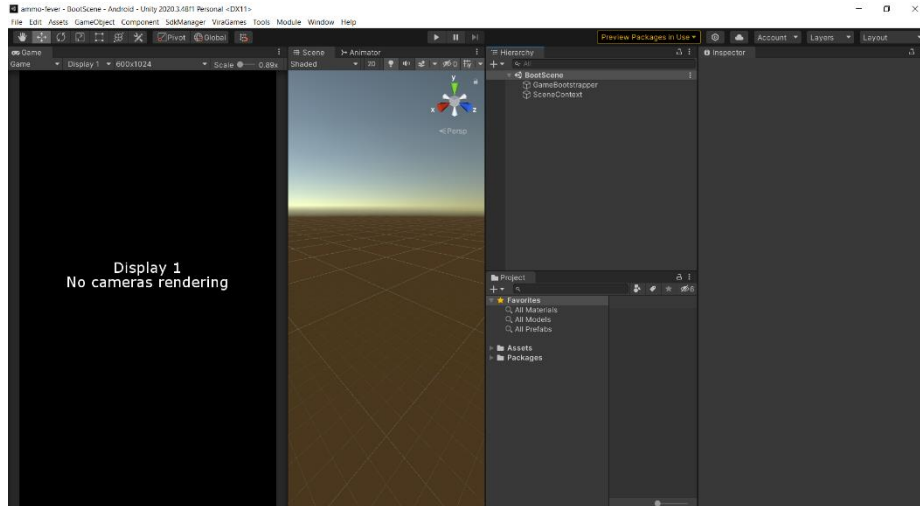 ammo-fever - BootScene - Android - Unity 2020.3.48f1 Personal <DX11>
File Edit Assets GameObject Component SdkManager ViraGames Tools Module Window Help
Pivot Global Preview Packages in Use Account Layers Layout
Game Scene Animator Hierarchy Inspector
Game Display 1 600x1024 Scale 0.89x Shaded 2D All
BootScene
GameBootstrapper
SceneContext
y
x z
Persp
Display 1
No cameras rendering
Project
Favorites
All Materials
All Models
All Prefabs
Assets
Packages